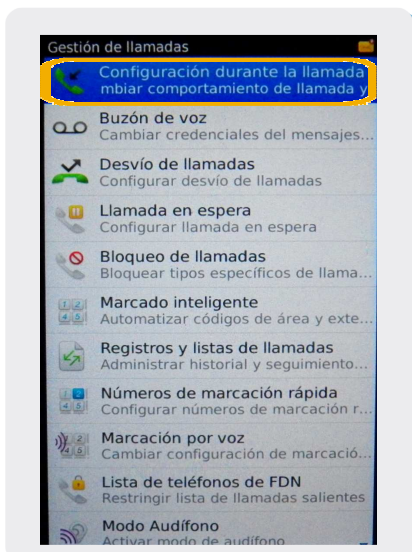 Gestión de llamadas
Configuración durante la llamada
mbiar comportamiento de llamada y
Buzón de voz
Cambiar credenciales del mensajes...
Desvío de llamadas
Configurar desvío de llamadas
Llamada en espera
Configurar llamada en espera
Bloqueo de llamadas
Bloquear tipos específicos de llama...
Marcado inteligente
Automatizar códigos de área y exte...
Registros y listas de llamadas
Administrar historial y seguimiento...
Números de marcación rápida
Configurar números de marcación r...
Marcación por voz
Cambiar configuración de marcació...
Lista de teléfonos de FDN
Restringir lista de llamadas salientes
Modo Audífono
Activar modo de audífono